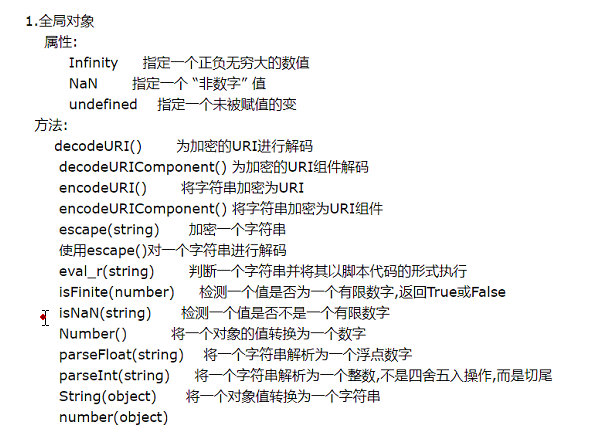 1.全局对象
属性:
Infinity 指定一个正负无穷大的数值
NaN 指定一个 “非数字” 值
undefined 指定一个未被赋值的变
方法:
decodeURI() 为加密的URI进行解码
decodeURIComponent() 为加密的URI组件解码
encodeURI() 将字符串加密为URI
encodeURIComponent() 将字符串加密为URI组件
escape(string) 加密一个字符串
使用escape()对一个字符串进行解码
eval_r(string) 判断一个字符串并将其以脚本代码的形式执行
isFinite(number) 检测一个值是否为一个有限数字,返回True或False
isNaN(string) 检测一个值是否不是一个有限数字
Number() 将一个对象的值转换为一个数字
parseFloat(string) 将一个字符串解析为一个浮点数字
parseInt(string) 将一个字符串解析为一个整数,不是四舍五入操作,而是切尾
String(object) 将一个对象值转换为一个字符串
number(object)